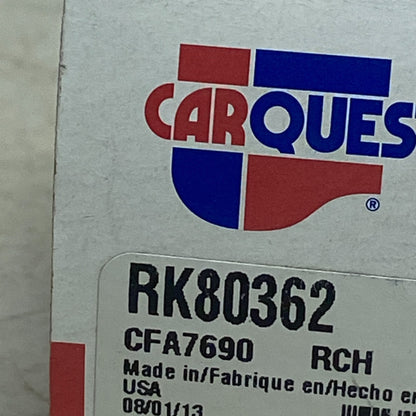 CARQUES
®
RK80362
CFA7690 RCH
Made in/Fabrique en/Hecho e
USA
08/01/13